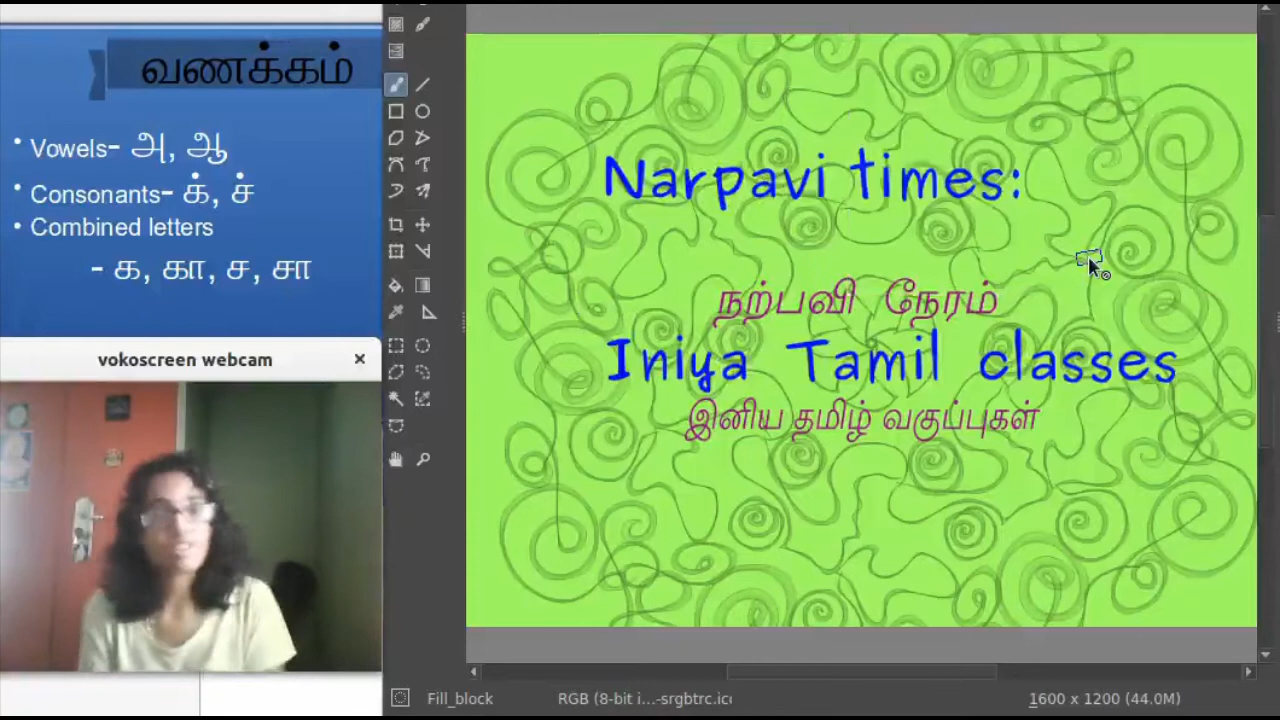 வணக்கம்
• Vowels- அ, ஆ
• Consonants- க், ச்
• Combined letters
- க, கா, ச, சா
vokoscreen webcam
Narpavi times:
நற்பவி நேரம்
Iniya Tamil classes
இனிய தமிழ் வகுப்புகள்
Fill_block RGB (8-bit i...-srgbtrc.icc 1600 x 1200 (44.0M)